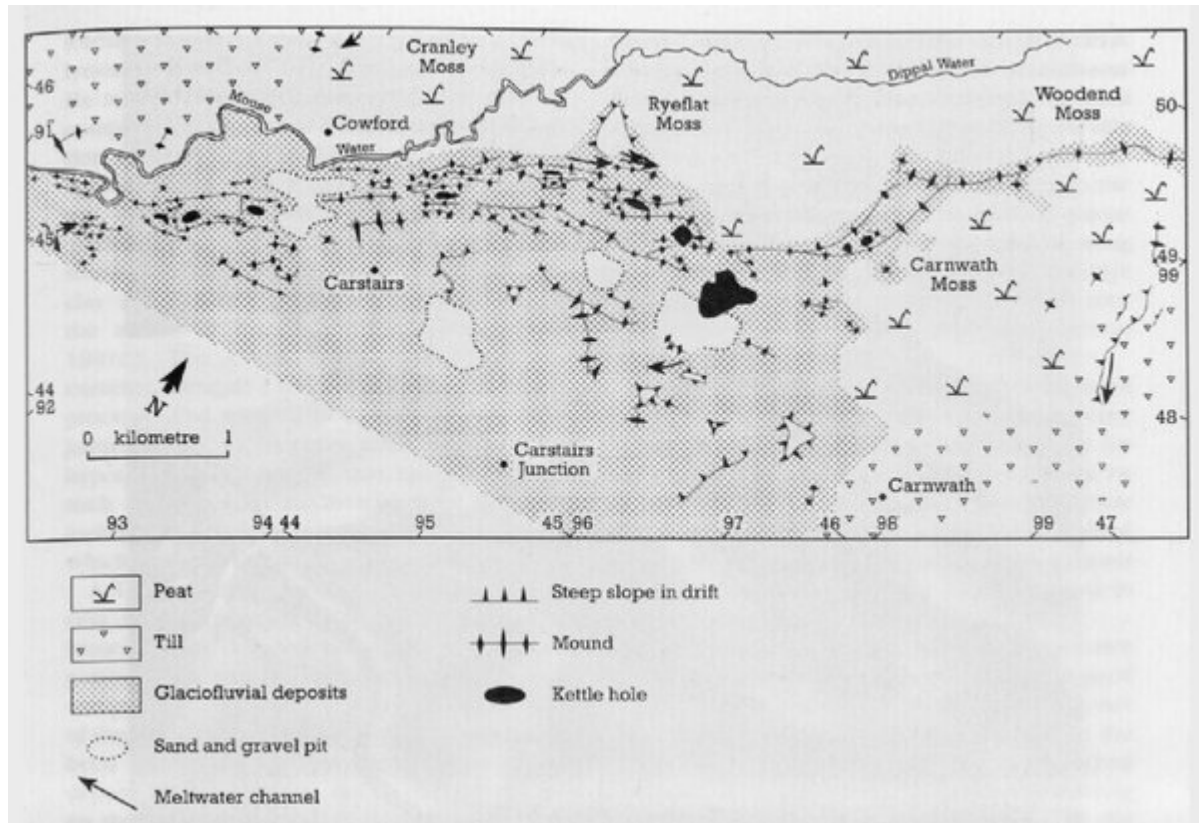 Cranley
Moss
Dippal Water
46
Ryeflat
Moss
Woodend
Moss
50
Mouse
91
Cowford
Water
45
Carstairs
49
99
Carnwath
Moss
44
92
N
0 kilometre 1
48
Carstairs
Junction
Carnwath
93
94 44
95
45 96
97
46
98
99
47
Peat
Till
Glaciofluvial deposits
Sand and gravel pit
Meltwater channel
Steep slope in drift
Mound
Kettle hole